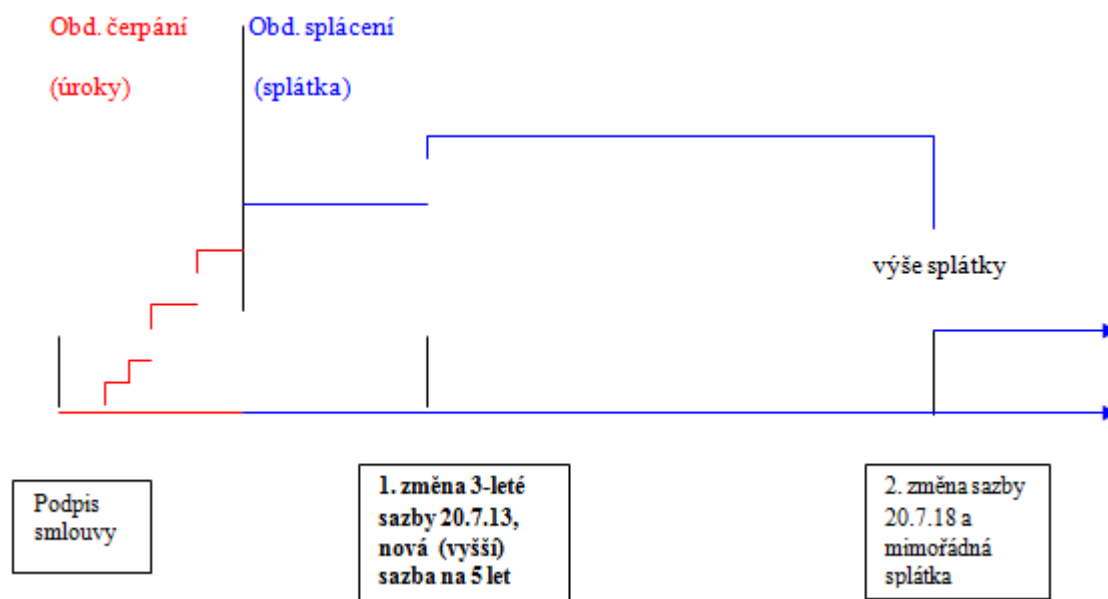 Obd. čerpání
(úroky)
Obd. splácení
(splátka)
výše splátky
Podpis
smlouvy
1. změna 3-leté
sazby 20.7.13,
nová (vyšší)
sazba na 5 let
2. změna sazby
20.7.18 a
mimořádná
splátka